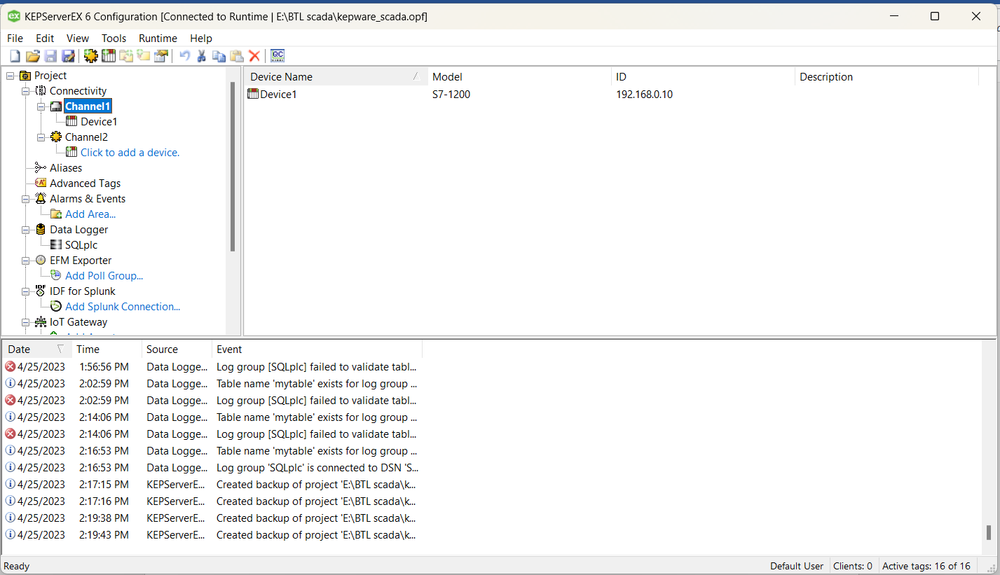 KEPServerEX 6 Configuration [Connected to Runtime | E:\BTL scada\kepware_scada.opf]
File Edit View Tools Runtime Help
Project
Connectivity
Channel1
Device1
Channel2
Click to add a device.
Aliases
Advanced Tags
Alarms & Events
Add Area...
Data Logger
SQLplc
EFM Exporter
Add Poll Group...
IDF for Splunk
Add Splunk Connection...
IoT Gateway
Device Name Model ID Description
Device1 S7-1200 192.168.0.10
Date Time Source Event
4/25/2023 1:56:56 PM Data Logge... Log group [SQLplc] failed to validate tabl...
4/25/2023 2:02:59 PM Data Logge... Table name 'mytable' exists for log group ...
4/25/2023 2:02:59 PM Data Logge... Log group [SQLplc] failed to validate tabl...
4/25/2023 2:14:06 PM Data Logge... Table name 'mytable' exists for log group ...
4/25/2023 2:14:06 PM Data Logge... Log group [SQLplc] failed to validate tabl...
4/25/2023 2:16:53 PM Data Logge... Table name 'mytable' exists for log group ...
4/25/2023 2:16:53 PM Data Logge... Log group 'SQLplc' is connected to DSN 'S...
4/25/2023 2:17:15 PM KEPServerE... Created backup of project 'E:\BTL scada\k...
4/25/2023 2:17:16 PM KEPServerE... Created backup of project 'E:\BTL scada\k...
4/25/2023 2:19:38 PM KEPServerE... Created backup of project 'E:\BTL scada\k...
4/25/2023 2:19:43 PM KEPServerE... Created backup of project 'E:\BTL scada\k...
Ready Default User Clients: 0 Active tags: 16 of 16